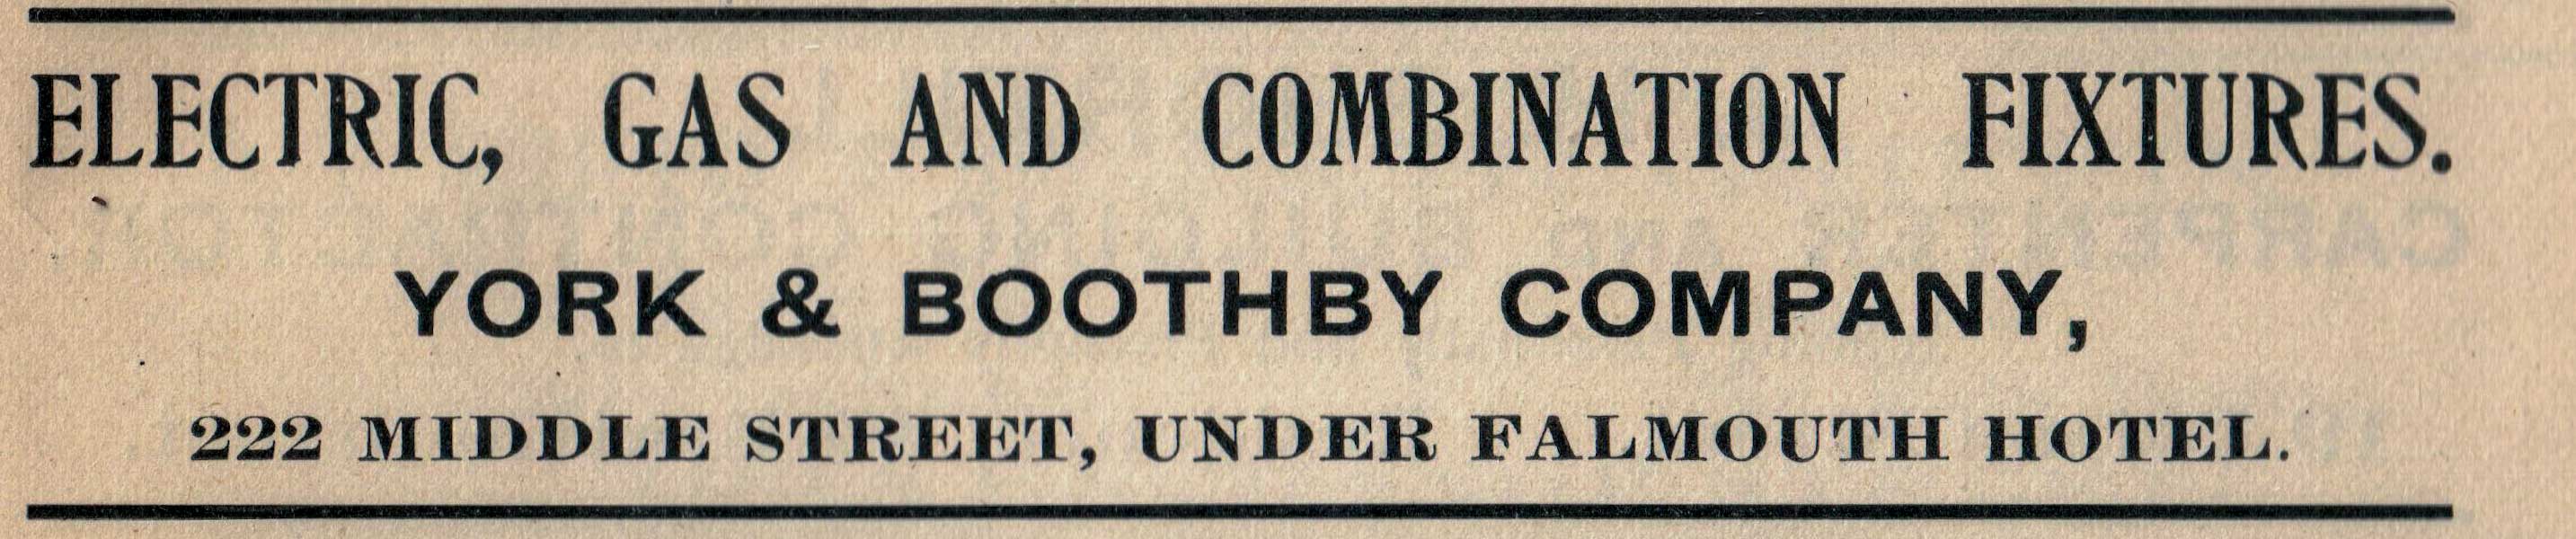 ELECTRIC, GAS AND COMBINATION FIXTURES.
YORK & BOOTHBY COMPANY,
222 MIDDLE STREET, UNDER FALMOUTH HOTEL.